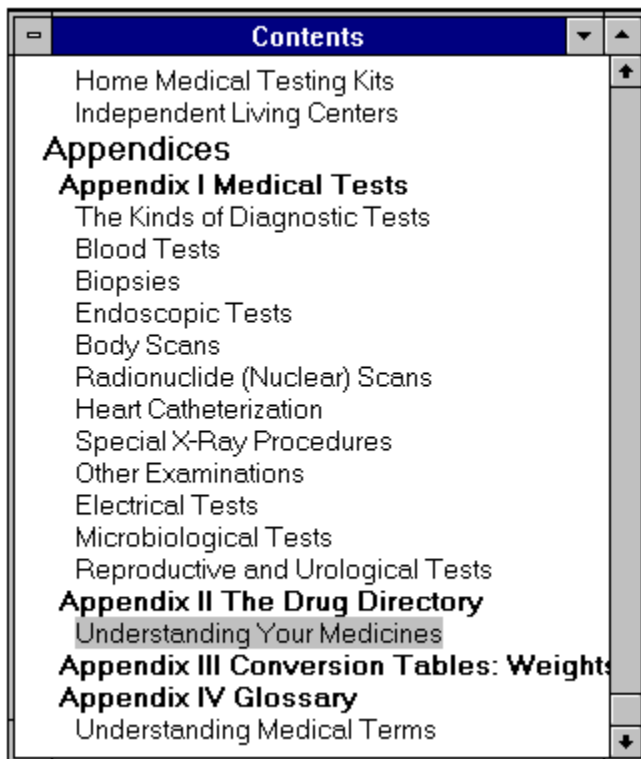 Contents
Home Medical Testing Kits
Independent Living Centers
Appendices
Appendix I Medical Tests
The Kinds of Diagnostic Tests
Blood Tests
Biopsies
Endoscopic Tests
Body Scans
Radionuclide (Nuclear) Scans
Heart Catheterization
Special X-Ray Procedures
Other Examinations
Electrical Tests
Microbiological Tests
Reproductive and Urological Tests
Appendix II The Drug Directory
Understanding Your Medicines
Appendix III Conversion Tables: Weights
Appendix IV Glossary
Understanding Medical Terms